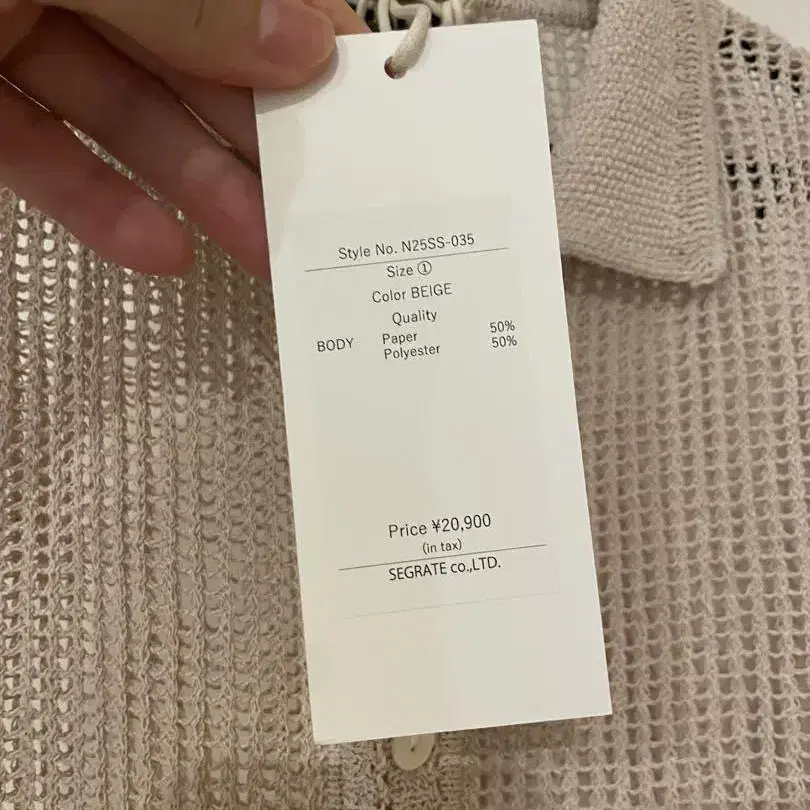 Style No. N25SS-035
Size ①
Color BEIGE
Quality
BODY Paper 50%
Polyester 50%
Price ¥20,900
(in tax)
SEGRATE co.,LTD.